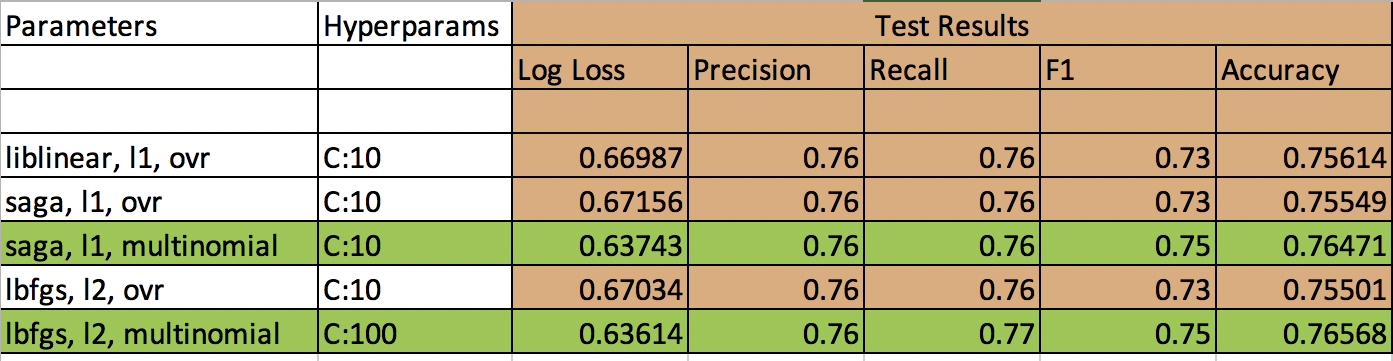 Parameters Hyperparams Test Results
Log Loss Precision Recall F1 Accuracy
liblinear, l1, ovr C:10 0.66987 0.76 0.76 0.73 0.75614
saga, l1, ovr C:10 0.67156 0.76 0.76 0.73 0.75549
saga, l1, multinomial C:10 0.63743 0.76 0.76 0.75 0.76471
lbfgs, l2, ovr C:10 0.67034 0.76 0.76 0.73 0.75501
lbfgs, l2, multinomial C:100 0.63614 0.76 0.77 0.75 0.76568